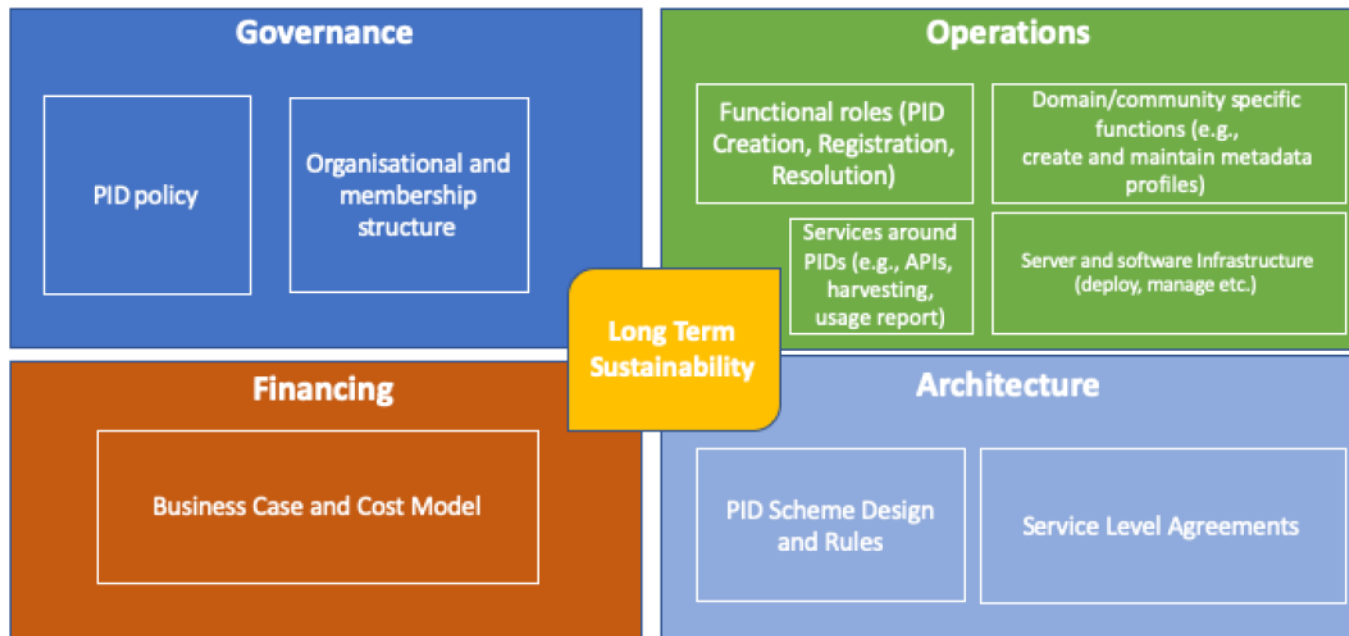 Governance
PID policy
Organisational and
membership
structure
Operations
Functional roles (PID
Creation, Registration,
Resolution)
Domain/community specific
functions (e.g.,
create and maintain metadata
profiles)
Services around
PIDs (e.g., APIs,
harvesting,
usage report)
Server and software Infrastructure
(deploy, manage etc.)
Long Term
Sustainability
Financing
Business Case and Cost Model
Architecture
PID Scheme Design
and Rules
Service Level Agreements